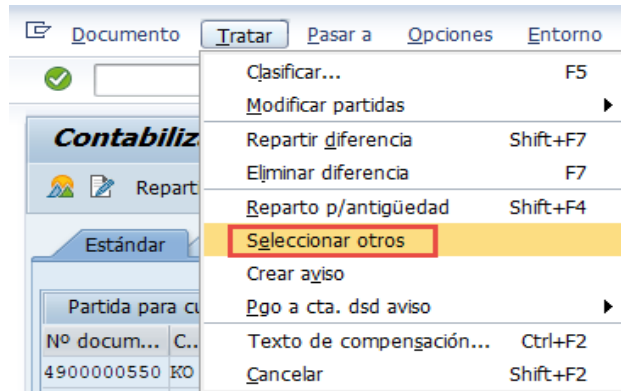 Documento Tratar Pasar a Opciones Entorno
Clasificar... F5
Modificar partidas
Contabiliz
Repartir diferencia Shift+F7
Eliminar diferencia F7
Reparti
Reparto p/antigüedad Shift+F4
Estándar
Seleccionar otros
Crear aviso
Partida para cu
Pgo a cta. dsd aviso
Nº docum... C..
Texto de compensación... Ctrl+F2
4900000550 KO
Cancelar Shift+F2